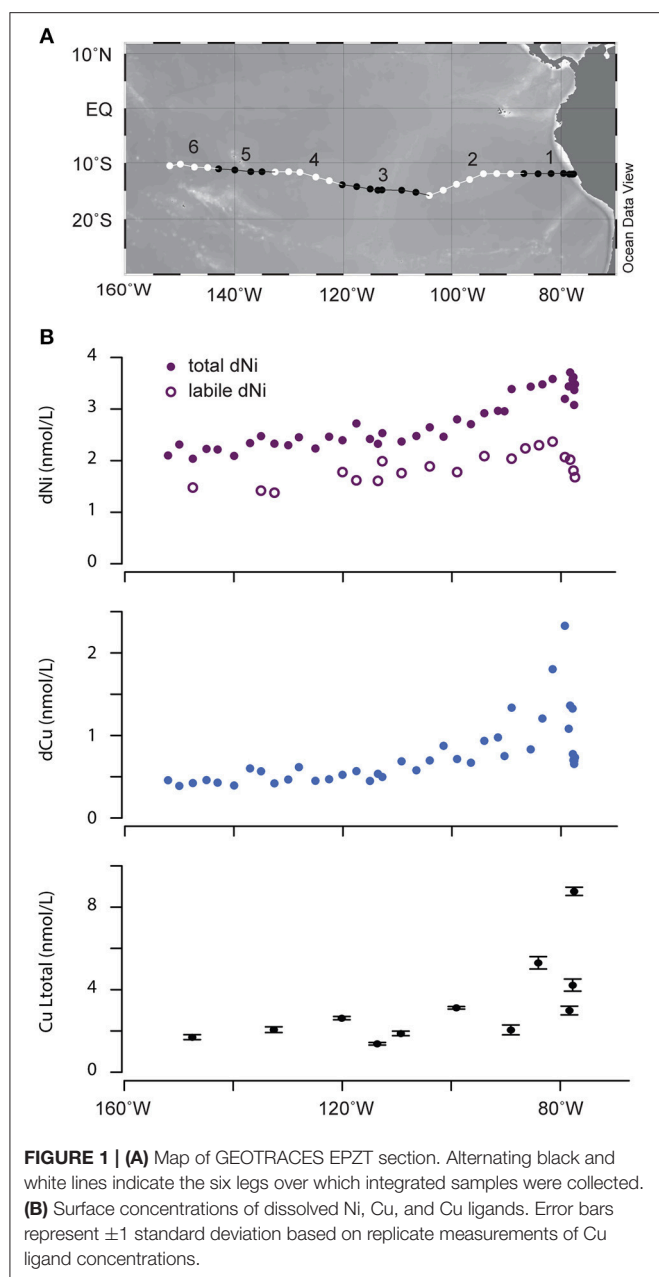 A
10˚N
EQ
10˚S
20˚S
6
5
4
3
2
1
Ocean Data View
160˚W
140˚W
120˚W
100˚W
80˚W
B
total dNi
labile dNi
dNi (nmol/L)
4
3
2
1
0
160˚W
120˚W
80˚W
dCu (nmol/L)
2
1
0
Cu Ltotal (nmol/L)
8
4
0
160˚W
120˚W
80˚W
FIGURE 1 | (A) Map of GEOTRACES EPZT section. Alternating black and
white lines indicate the six legs over which integrated samples were collected.
(B) Surface concentrations of dissolved Ni, Cu, and Cu ligands. Error bars
represent ±1 standard deviation based on replicate measurements of Cu
ligand concentrations.